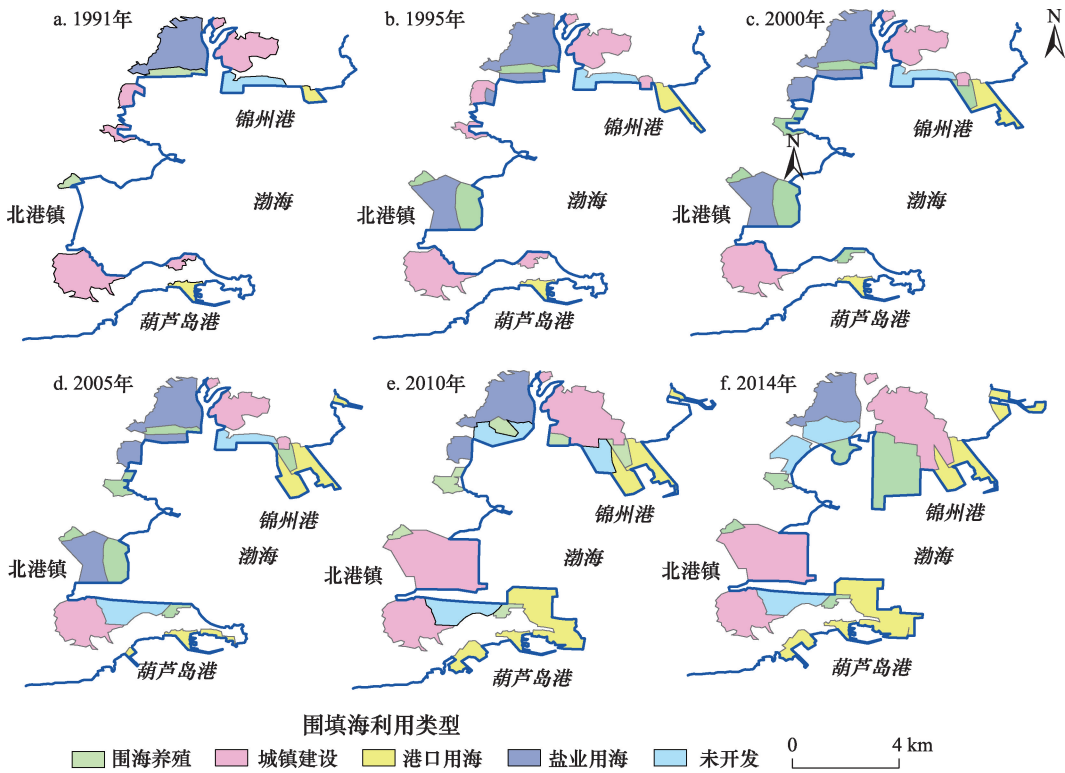 a. 1991年
锦州港
渤海
北港镇
葫芦岛港
b. 1995年
锦州港
渤海
北港镇
葫芦岛港
c. 2000年
N
锦州港
N
渤海
北港镇
葫芦岛港
d. 2005年
锦州港
渤海
北港镇
葫芦岛港
e. 2010年
锦州港
渤海
北港镇
葫芦岛港
f. 2014年
锦州港
渤海
北港镇
葫芦岛港
围填海利用类型
围海养殖 城镇建设 港口用海 盐业用海 未开发
0 4 km